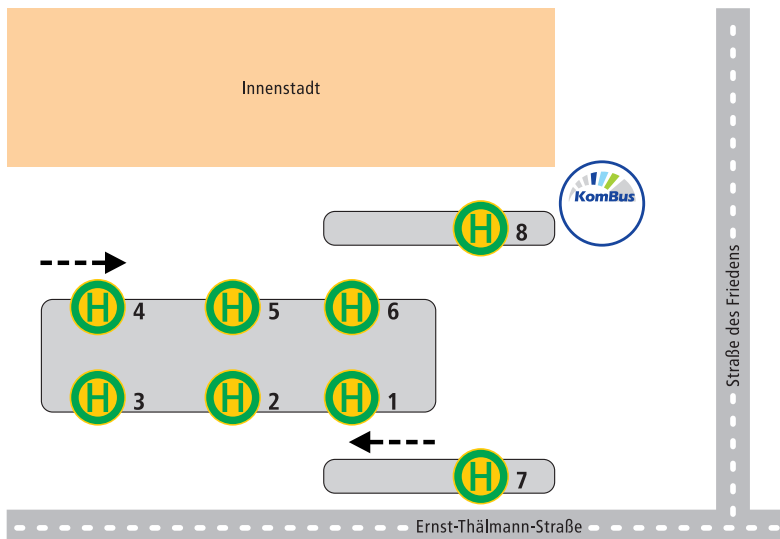 Innenstadt
KomBus
H 8
H 4
H 5
H 6
H 3
H 2
H 1
H 7
Straße des Friedens
Ernst-Thälmann-Straße